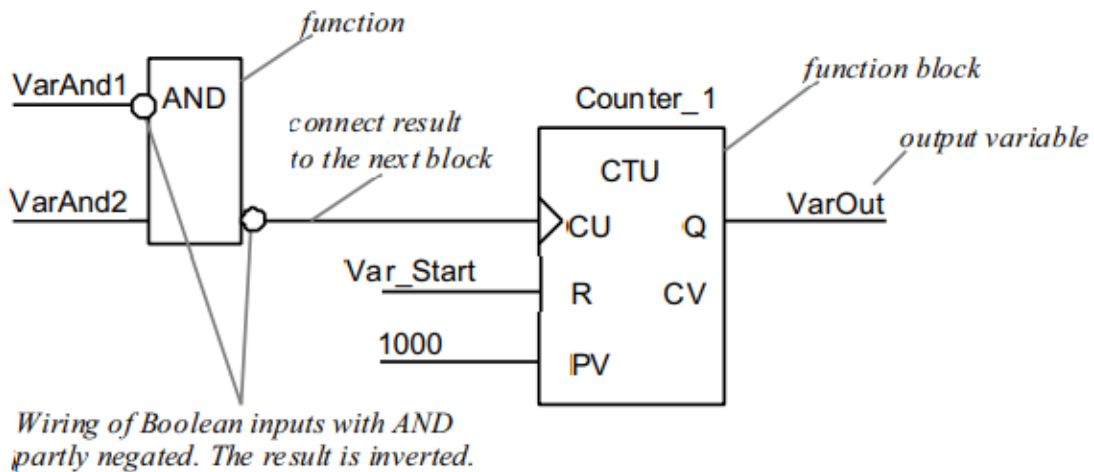 function
VarAnd1
AND
function block
Counter_1
connect result
to the next block
output variable
CTU
VarAnd2
VarOut
CU
Q
Var_Start
R
CV
1000
PV
Wiring of Boolean inputs with AND
partly negated. The result is inverted.